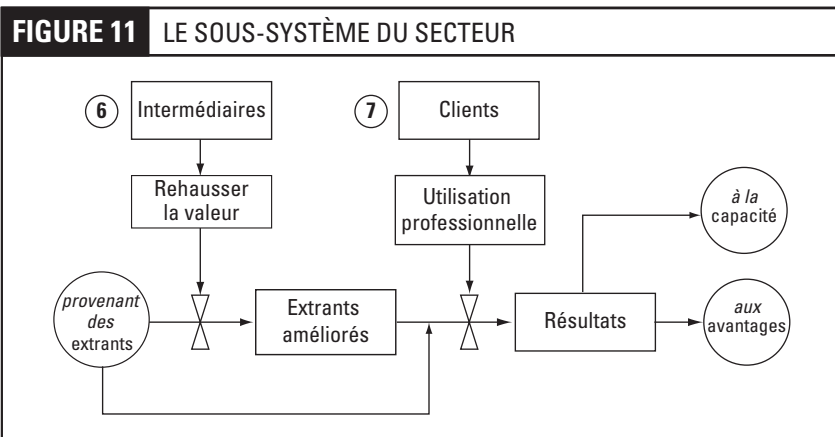 FIGURE 11 LE SOUS-SYSTÈME DU SECTEUR
6 Intermédiaires
7 Clients
Rehausser
la valeur
Utilisation
professionnelle
à la
capacité
provenant
des
extrants
Extrants
améliorés
Résultats
aux
avantages